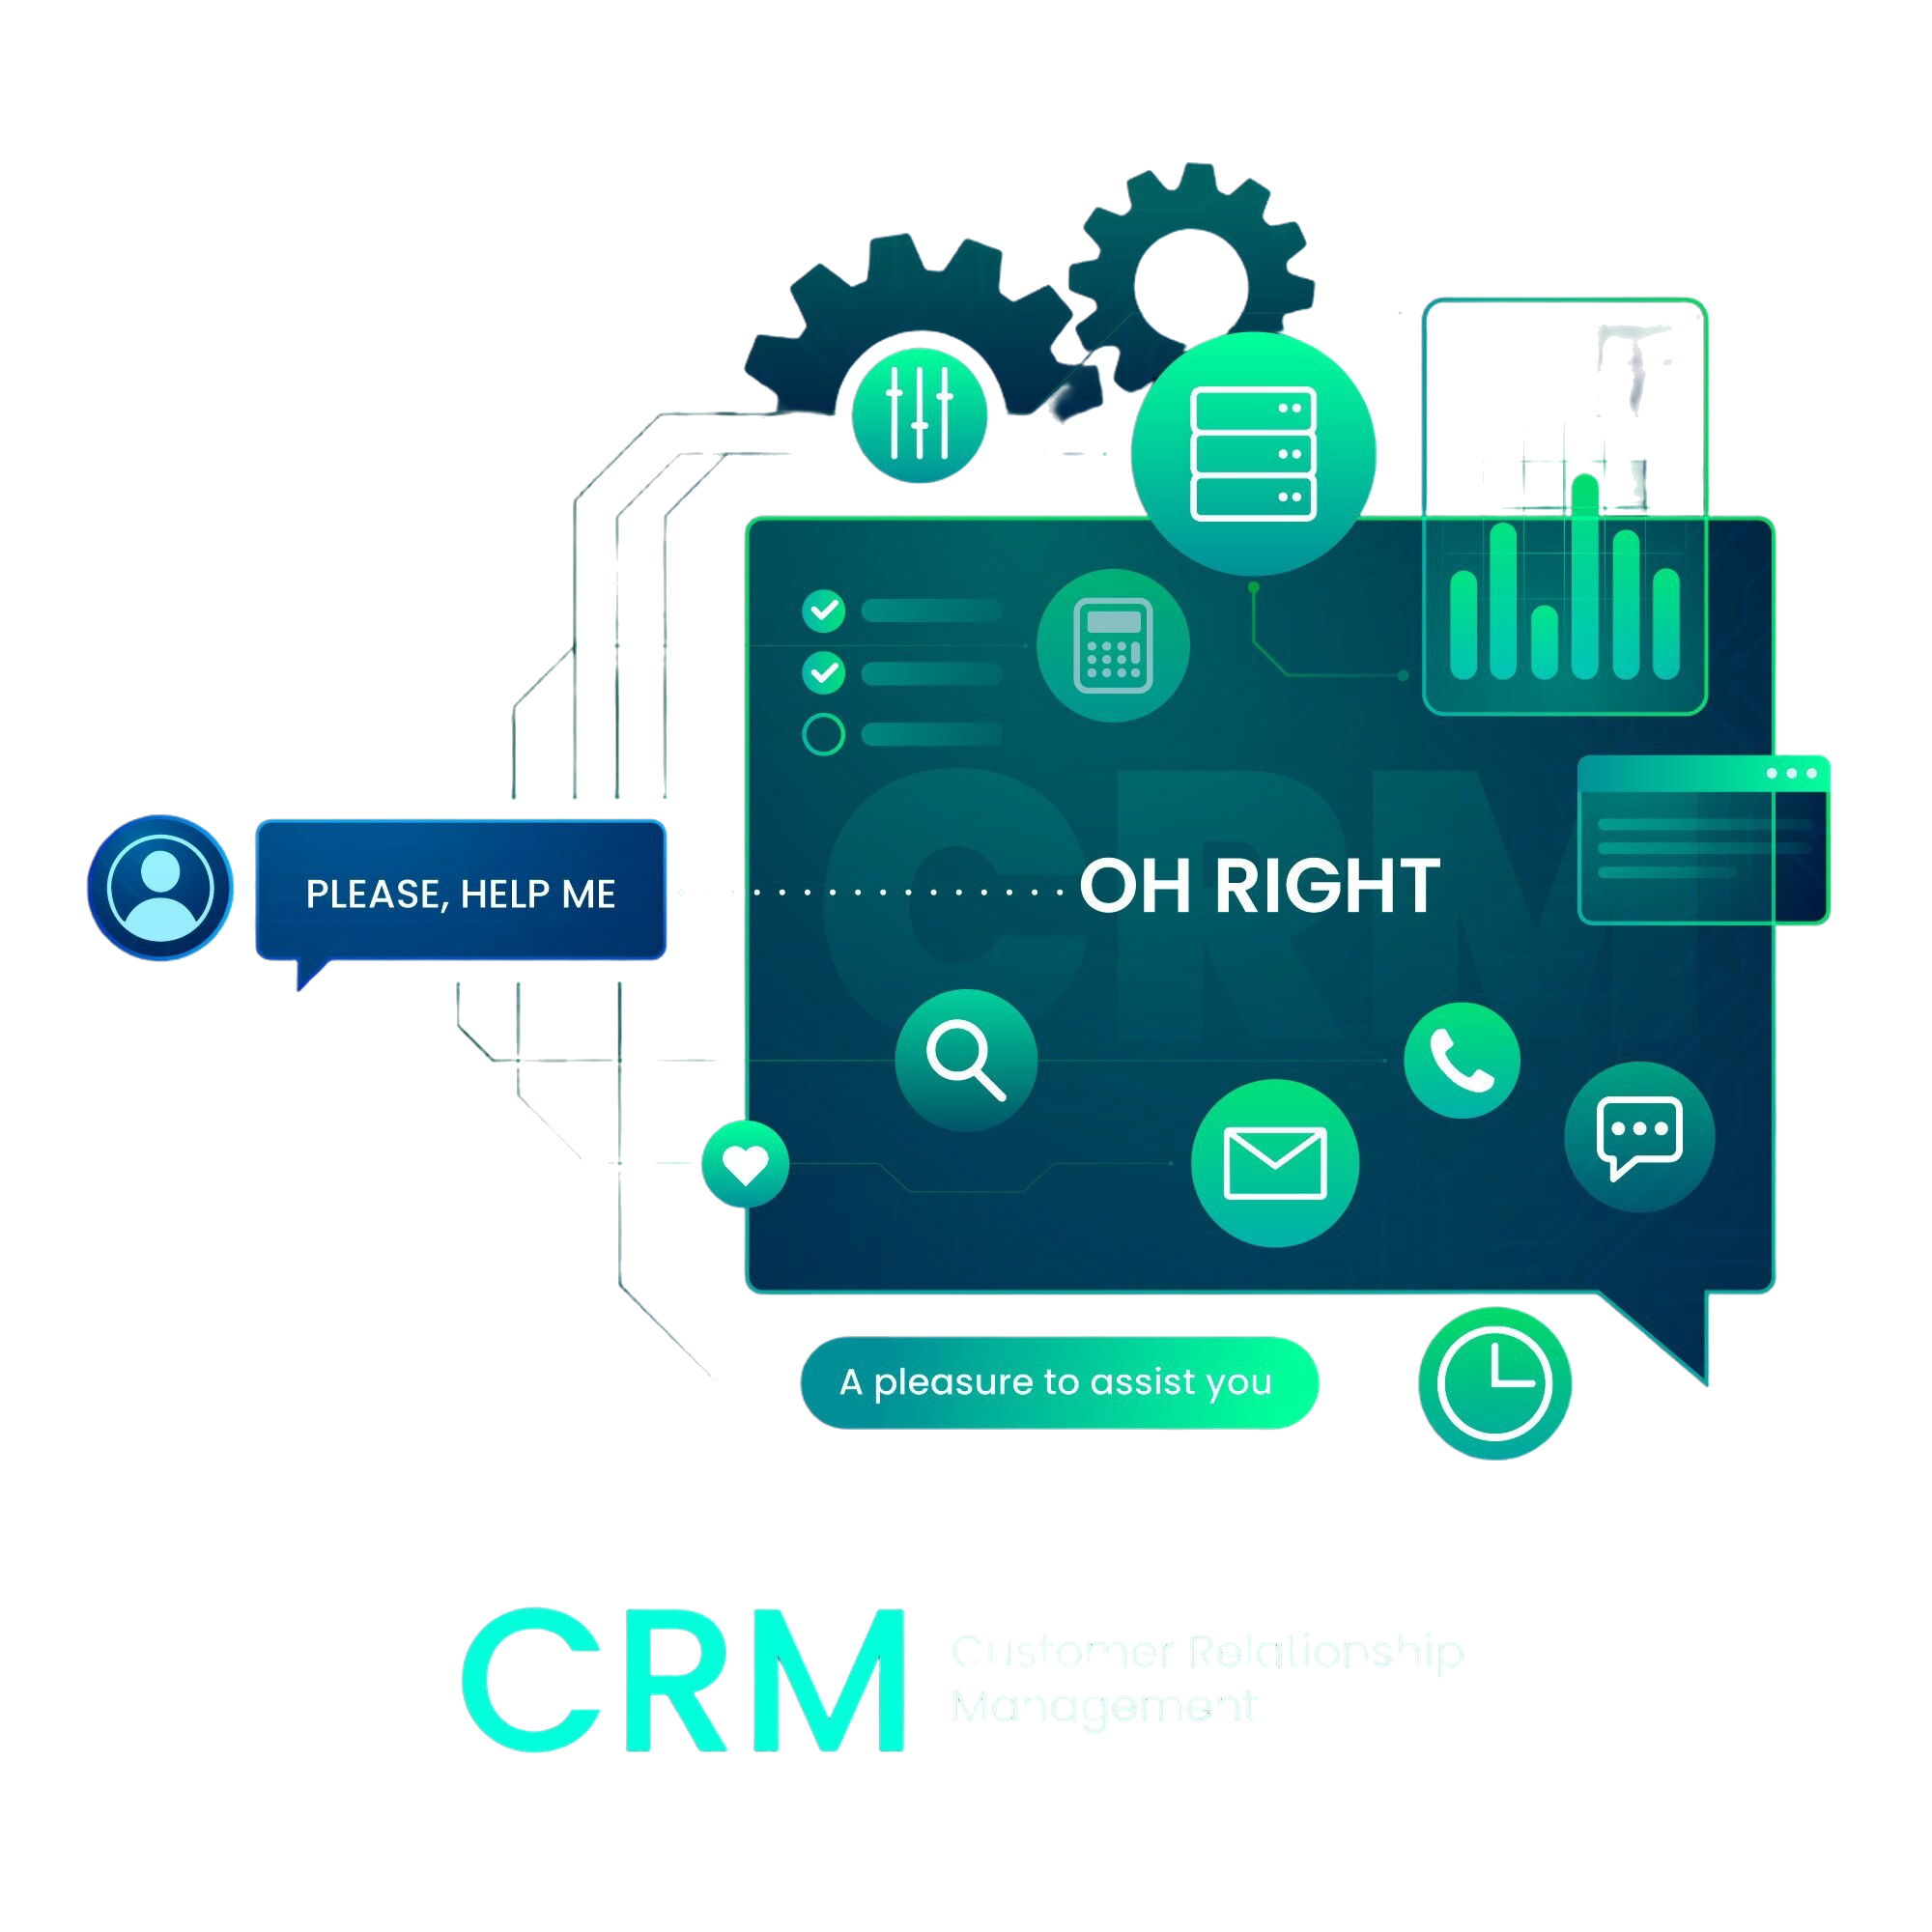 PLEASE, HELP ME
CRM
OH RIGHT
A pleasure to assist you
CRM
Customer Relationship
Management